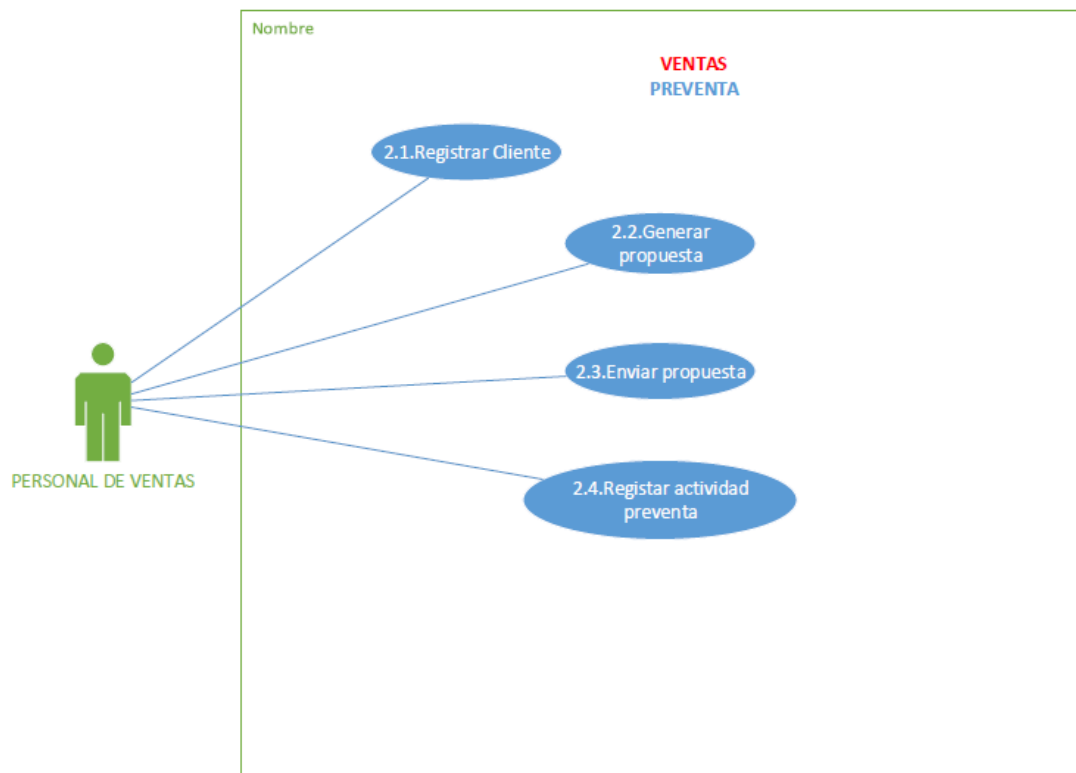 Nombre
VENTAS
PREVENTA
2.1.Registrar Cliente
2.2.Generar
propuesta
2.3.Enviar propuesta
PERSONAL DE VENTAS
2.4.Registar actividad
preventa